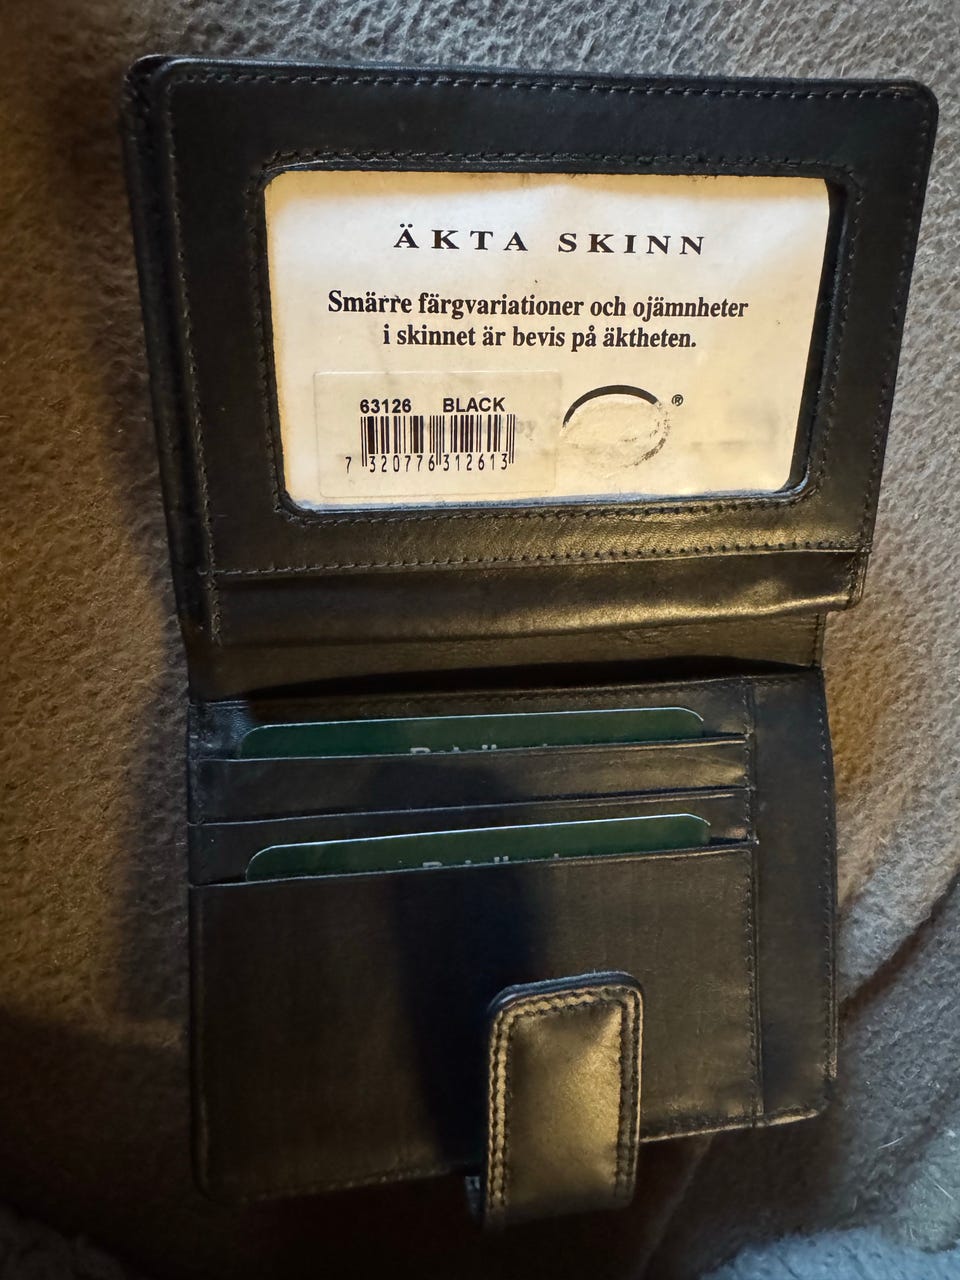 ÄKTA SKINN
Smärre färgvariationer och ojämnheter
i skinnet är bevis på äktheten.
63126 BLACK
®
7 320776 312613